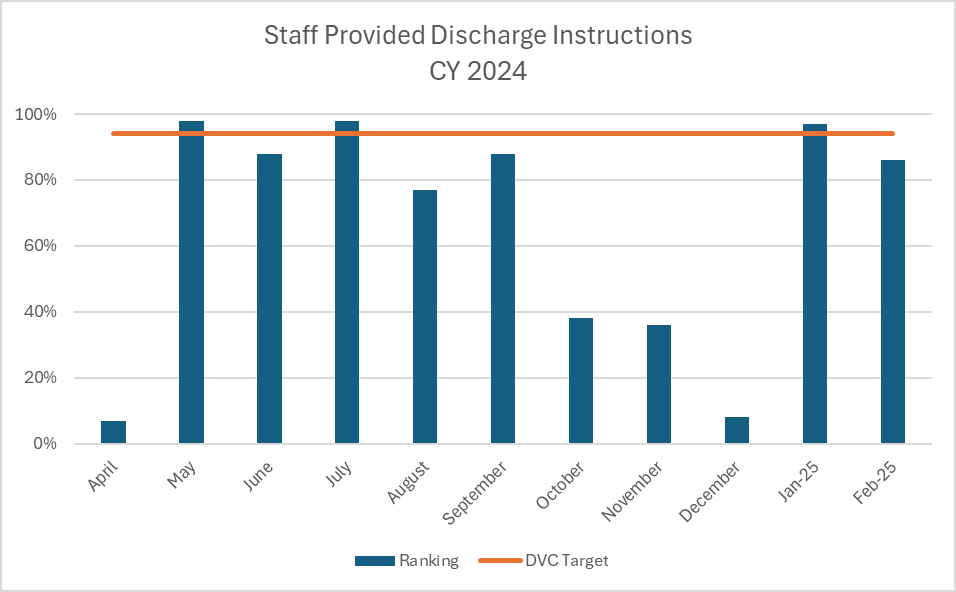 Staff Provided Discharge Instructions
CY 2024
100%
80%
60%
40%
20%
0%
April
May
June
July
August
September
October
November
December
Jan-25
Feb-25
Ranking
DVC Target